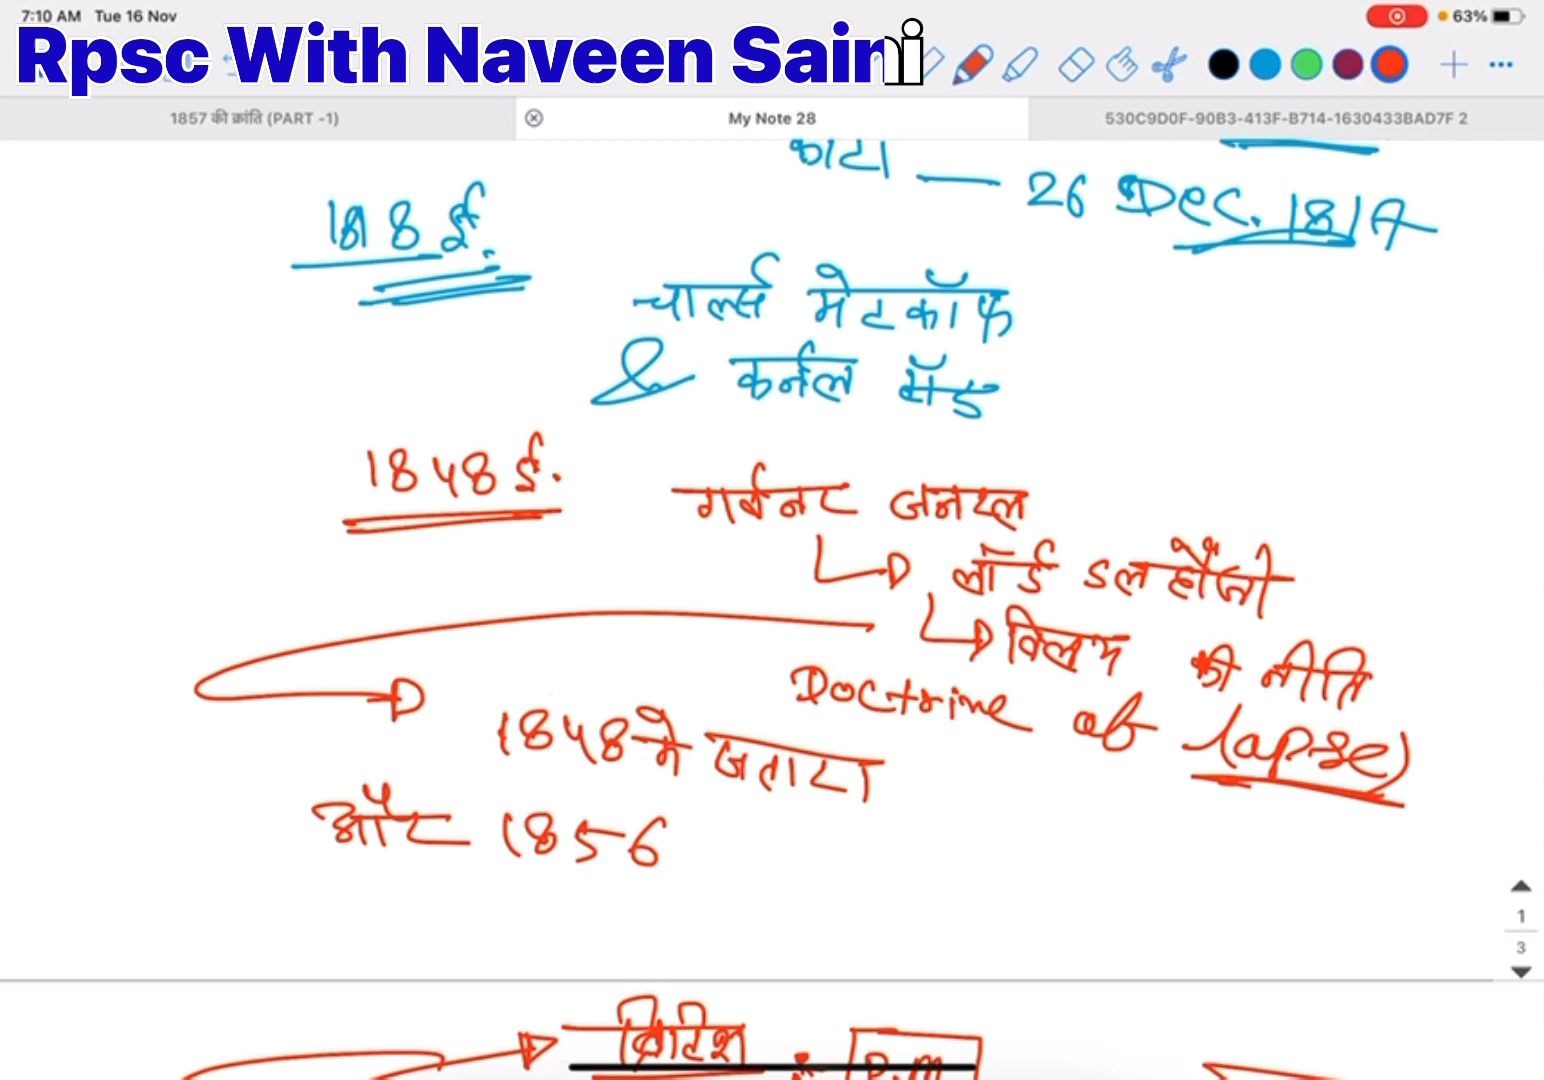 7:10 AM Tue 16 Nov
63%
Rpsc With Naveen Saini
1857 की क्रांति (PART -1)
My Note 28
530C9D0F-90B3-413F-B714-1630433BAD7F 2
कोटा — 26 Dec. 1817
1818 ई.
चार्ल्स मेटकॉफ
& कर्नल टॉड
1848 ई.
गर्वनर जनरल
लॉर्ड डलहौजी
विलय की नीति
Doctrine of lapse)
1848 में सतारा
और 1856
1
3
ब्रिटिश
P.M